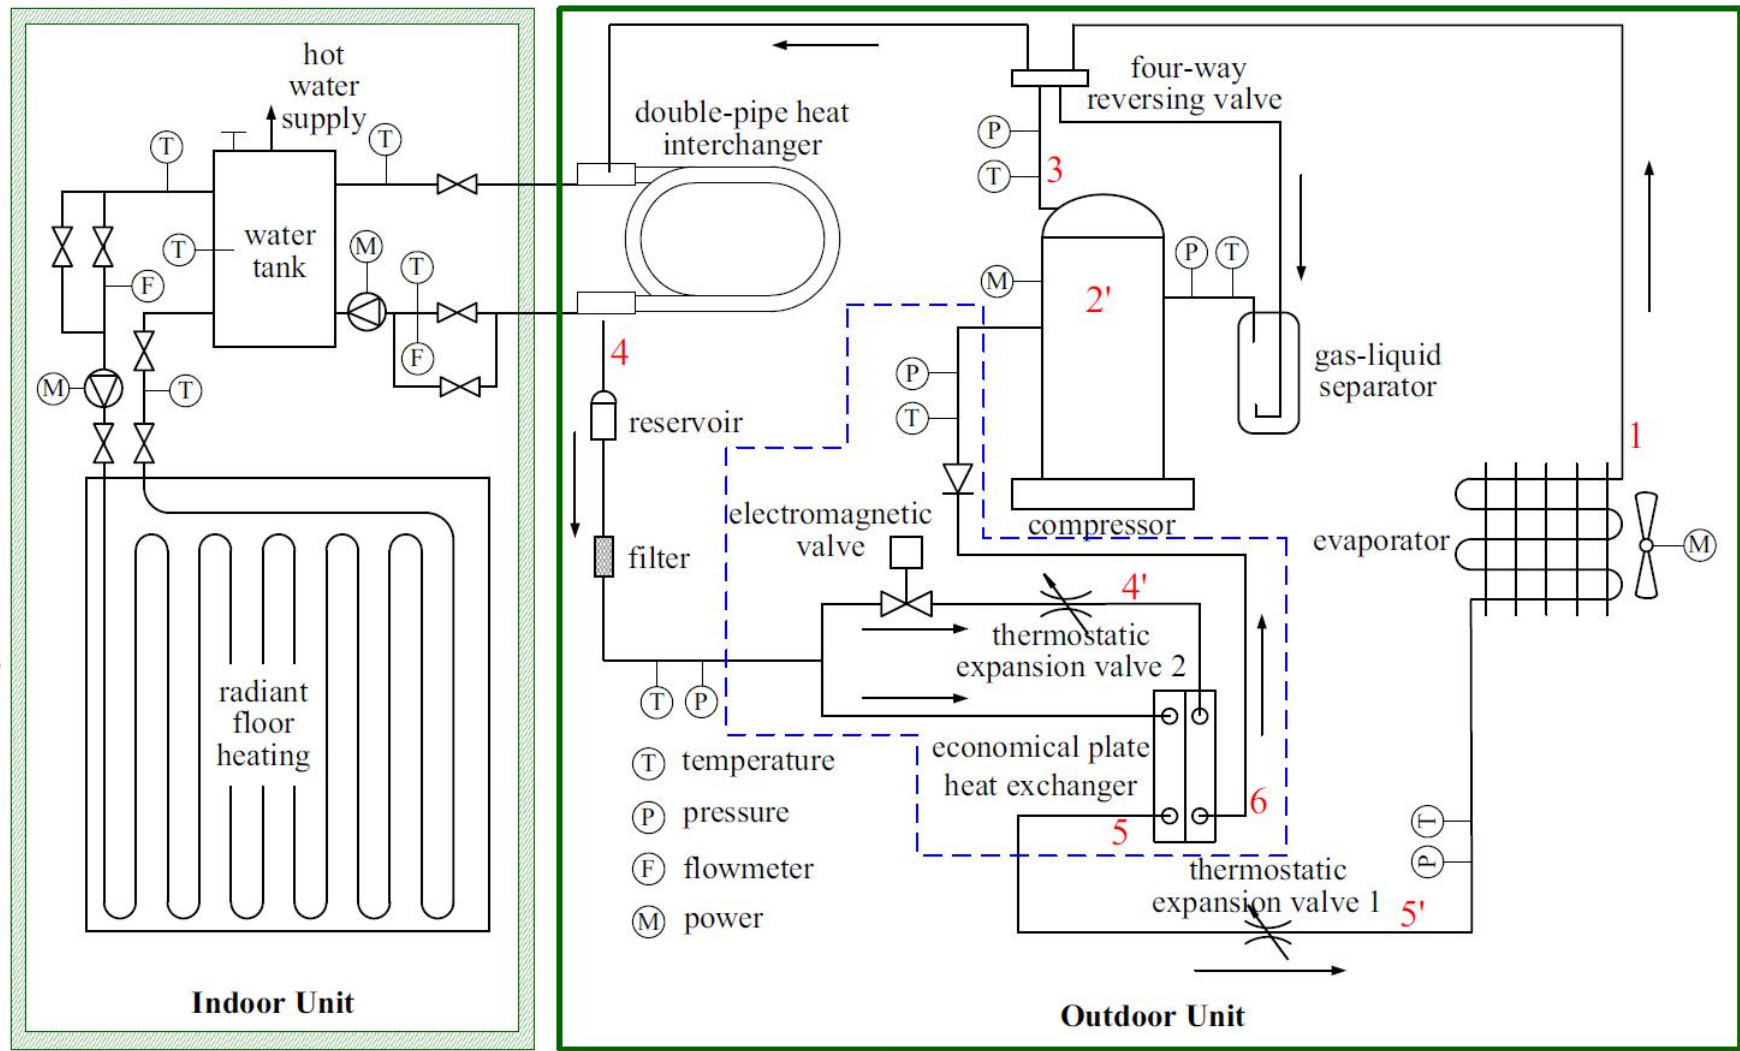 hot
water
supply
T
T
water
tank
T
M
T
F
F
M
T
radiant
floor
heating
Indoor Unit
double-pipe heat
interchanger
four-way
reversing valve
P
T
3
M
2'
P
T
gas-liquid
separator
4
reservoir
P
T
1
electromagnetic
valve
compressor
evaporator
M
filter
4'
thermostatic
expansion valve 2
T
P
economical plate
heat exchanger
5
6
T
P
T temperature
P pressure
F flowmeter
M power
thermostatic
expansion valve 1
5'
Outdoor Unit